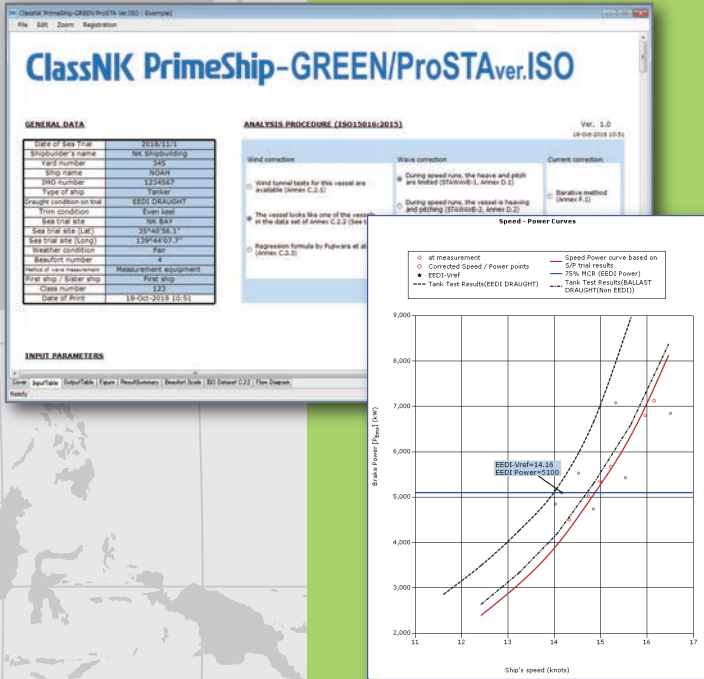 ClassNK PrimeShip-GREEN/ProSTA Ver.ISO : Example1
File Edit Zoom Registration
ClassNK PrimeShip-GREEN/ProSTAver.ISO
GENERAL DATA
ANALYSIS PROCEDURE (ISO15016:2015)
Ver. 1.0
18-Oct-2018 10:51
Date of Sea Trial 2018/11/1
Shipbuilder's name NK Shipbuilding
Yard number 345
Ship name NOAH
IMO number 1234567
Type of ship Tanker
Draught condition on trial EEDI DRAUGHT
Trim condition Even keel
Sea trial site NK BAY
Sea trial site (Lat) 35°40'56.1"
Sea trial site (Long) 139°44'07.7"
Weather condition Fair
Beaufort number 4
Method of wave measurement Measurement equipment
First ship / Sister ship First ship
Class number 123
Date of Print 18-Oct-2018 10:51
Wind correction
Wind tunnel tests for this vessel are
available (Annex C.2.1)
The vessel looks like one of the vessels
in the data set of Annex C.2.2 (See t
Regression formula by Fujiwara et al
(Annex C.2.3)
Wave correction
During speed runs, the heave and pitch
are limited (STAWAVE-1, Annex D.1)
During speed runs, the vessel is heaving
and pitching (STAWAVE-2, Annex D.2)
Current correction
Iterative method
(Annex F.1)
INPUT PARAMETERS
Cover InputTable OutputTable Figure ResultSummary Beaufort Scale ISO Dataset C.2.2 Flow Diagram
Ready
Speed - Power Curves
at measurement
Corrected Speed / Power points
EEDI-Vref
Tank Test Results(EEDI DRAUGHT)
Speed Power curve based on
S/P trial results
75% MCR (EEDI Power)
Tank Test Results(BALLAST
DRAUGHT(Non EEDI))
Brake Power [PBeco] (kW)
9,000
8,000
7,000
6,000
5,000
4,000
3,000
2,000
EEDI-Vref=14.16
EEDI Power=5100
11 12 13 14 15 16 17
Ship's speed (knots)